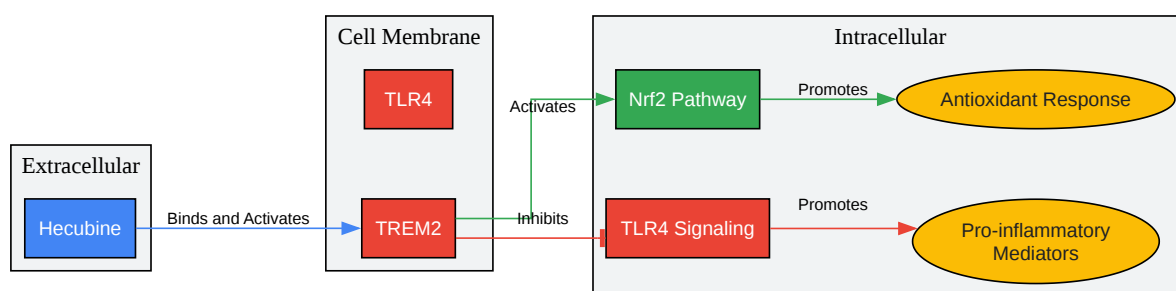 Extracellular
Hecubine
Binds and Activates
Cell Membrane
TLR4
TREM2
Activates
Inhibits
Intracellular
Nrf2 Pathway
Promotes
Antioxidant Response
TLR4 Signaling
Promotes
Pro-inflammatory
Mediators